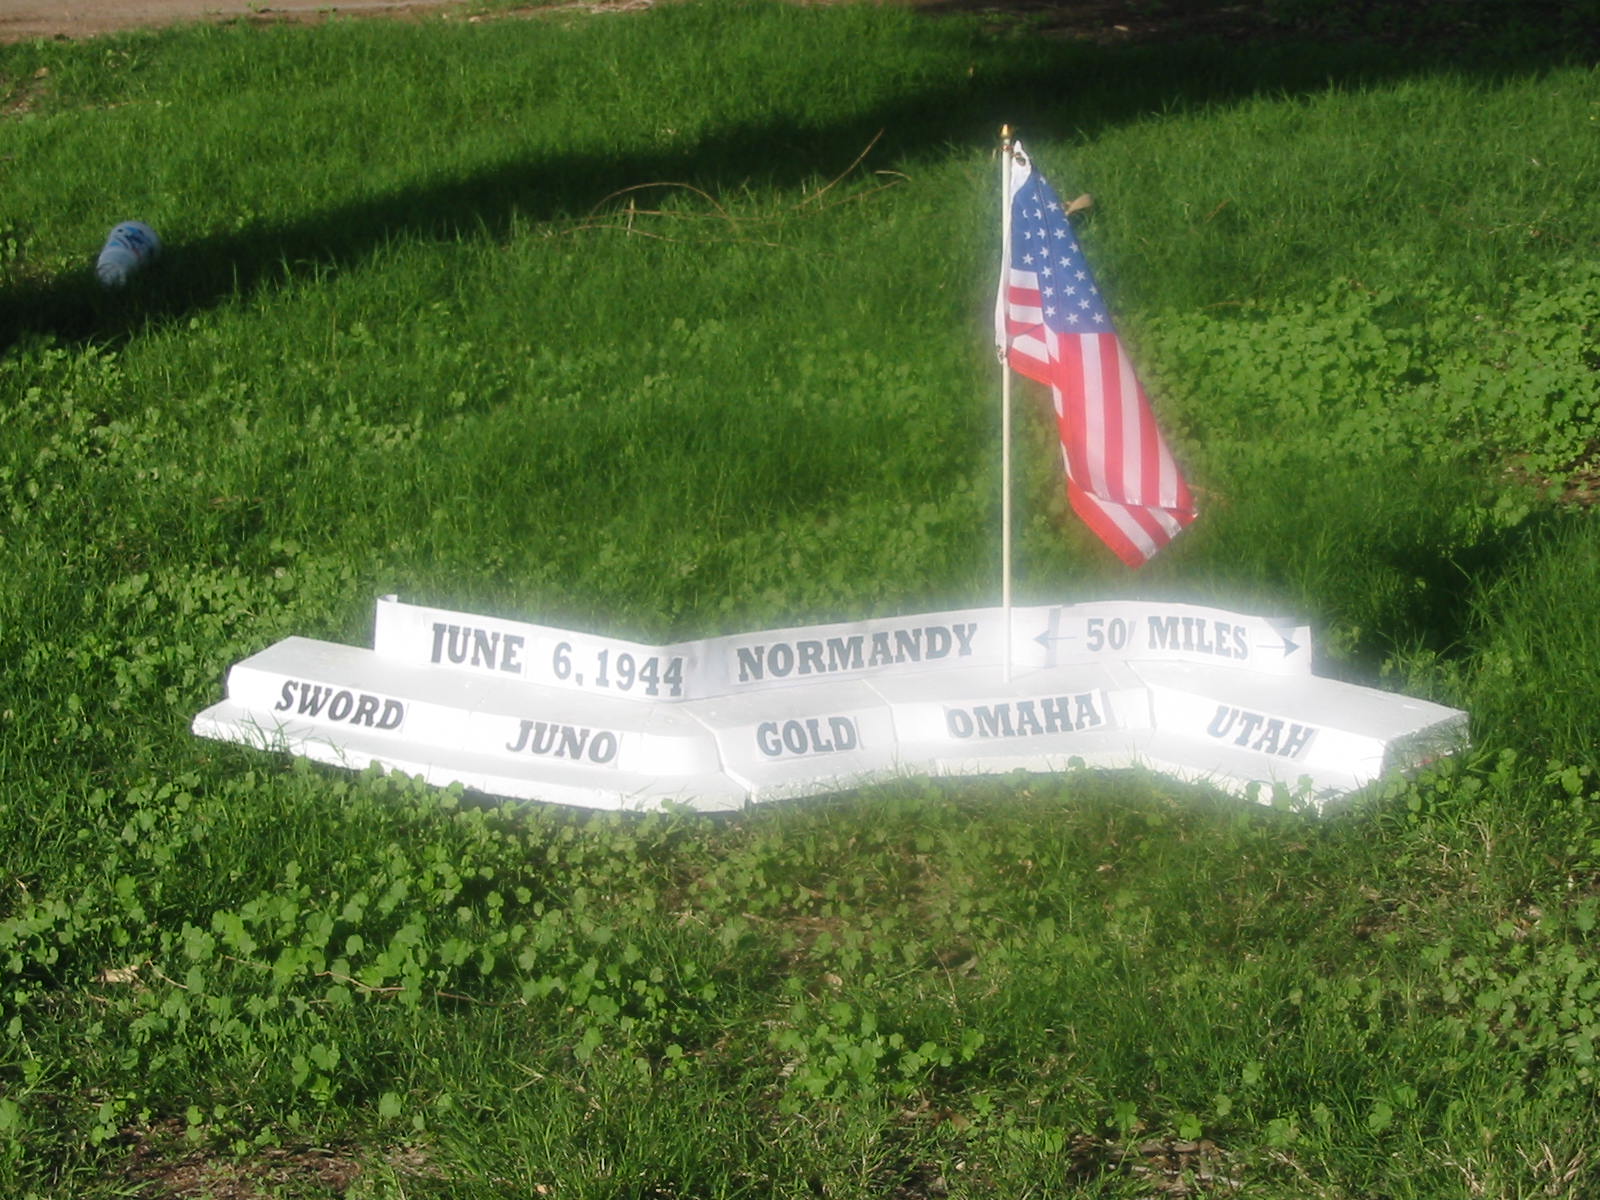 JUNE 6, 1944 NORMANDY ← 50 MILES →
SWORD JUNO GOLD OMAHA UTAH